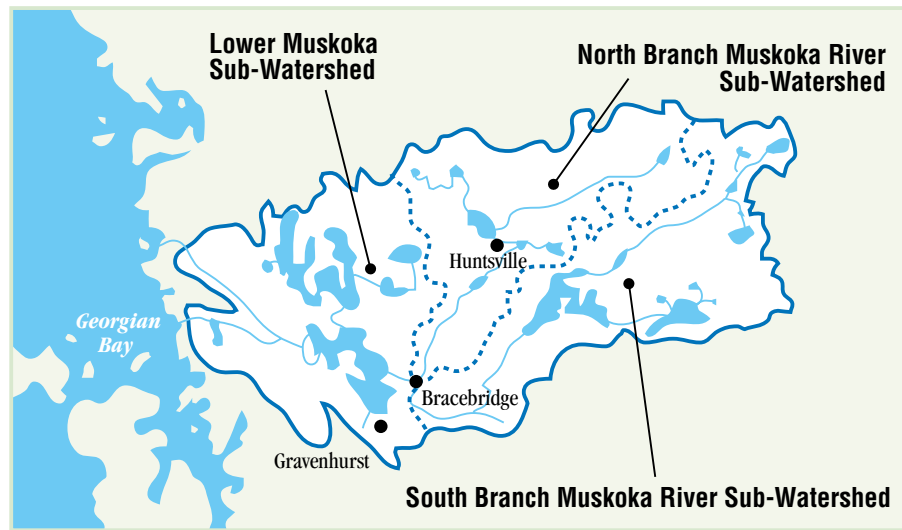 Lower Muskoka
Sub-Watershed
North Branch Muskoka River
Sub-Watershed
Huntsville
Georgian
Bay
Bracebridge
Gravenhurst
South Branch Muskoka River Sub-Watershed